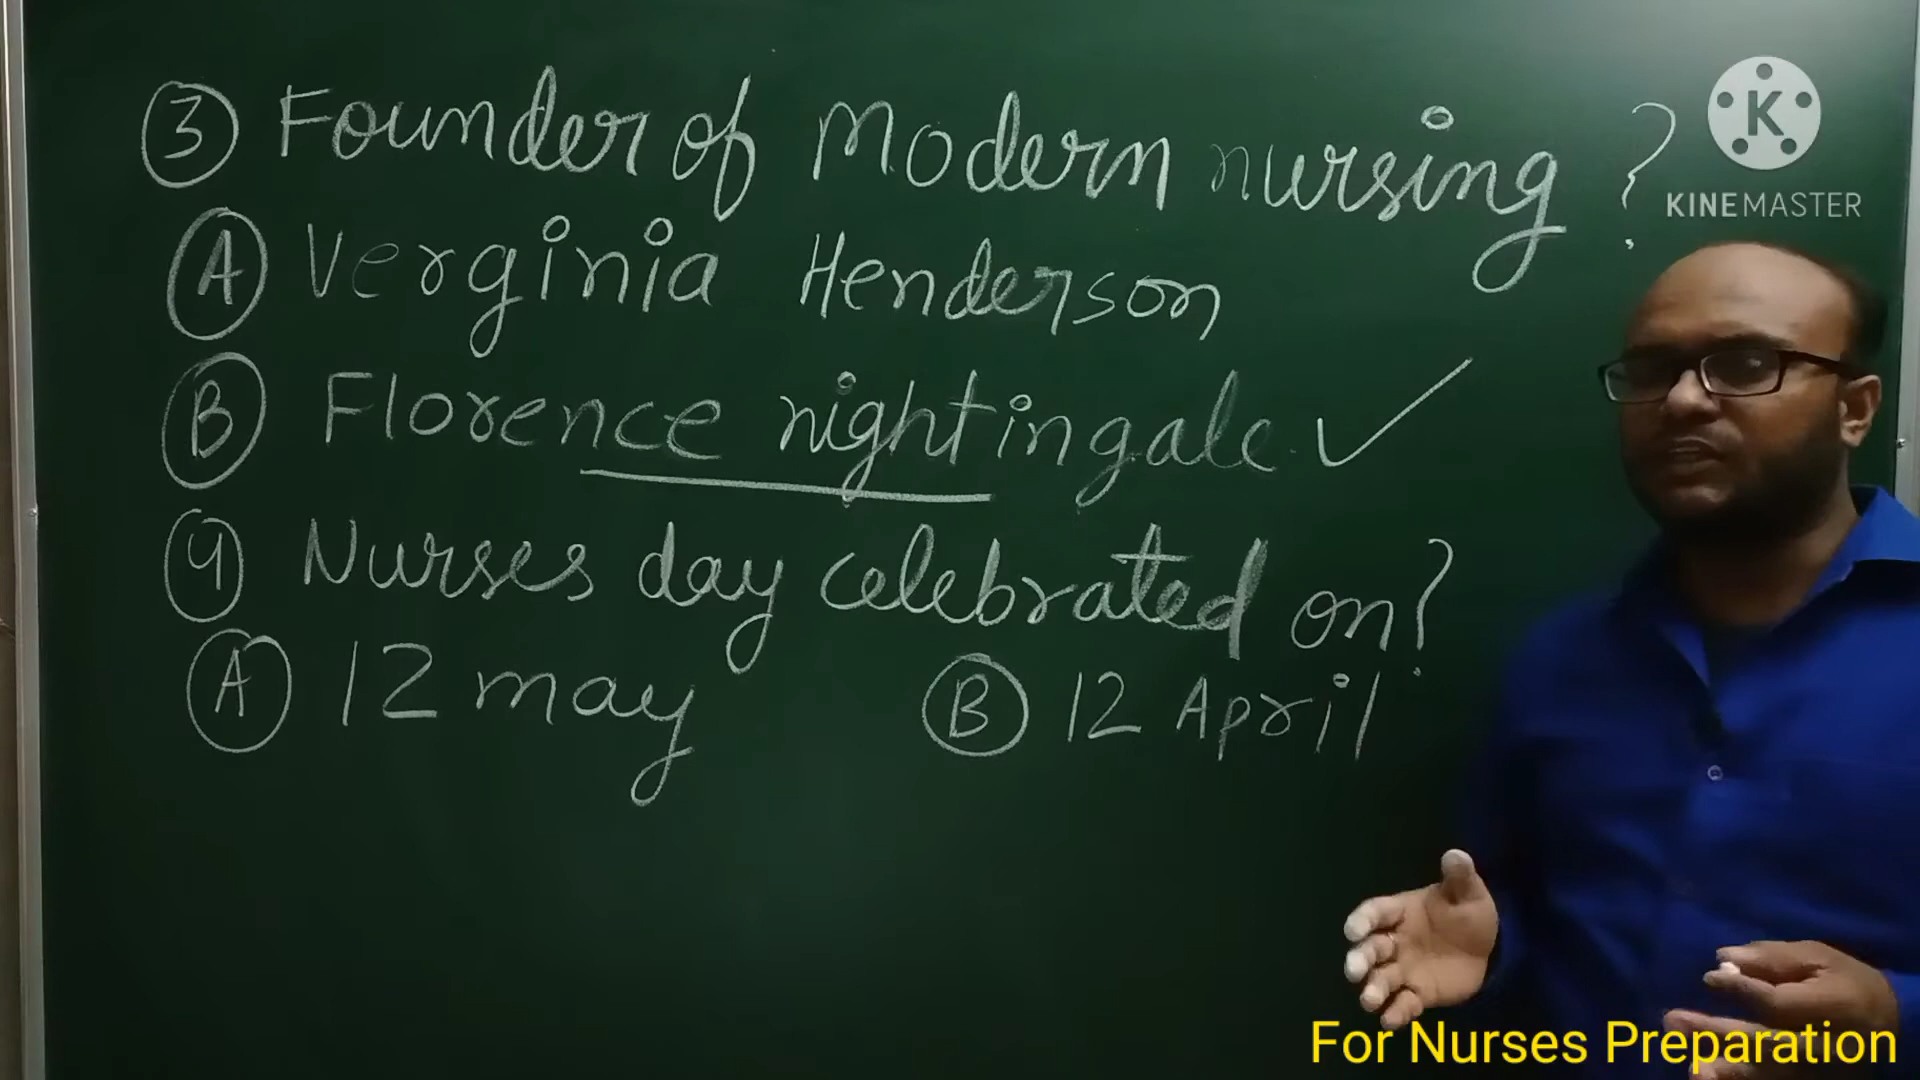 3 Founder of Modern nursing ?
A Verginia Henderson
B Florence nightingale ✓
4 Nurses day celebrated on?
A 12 may B 12 April
K
KINEMASTER
For Nurses Preparation